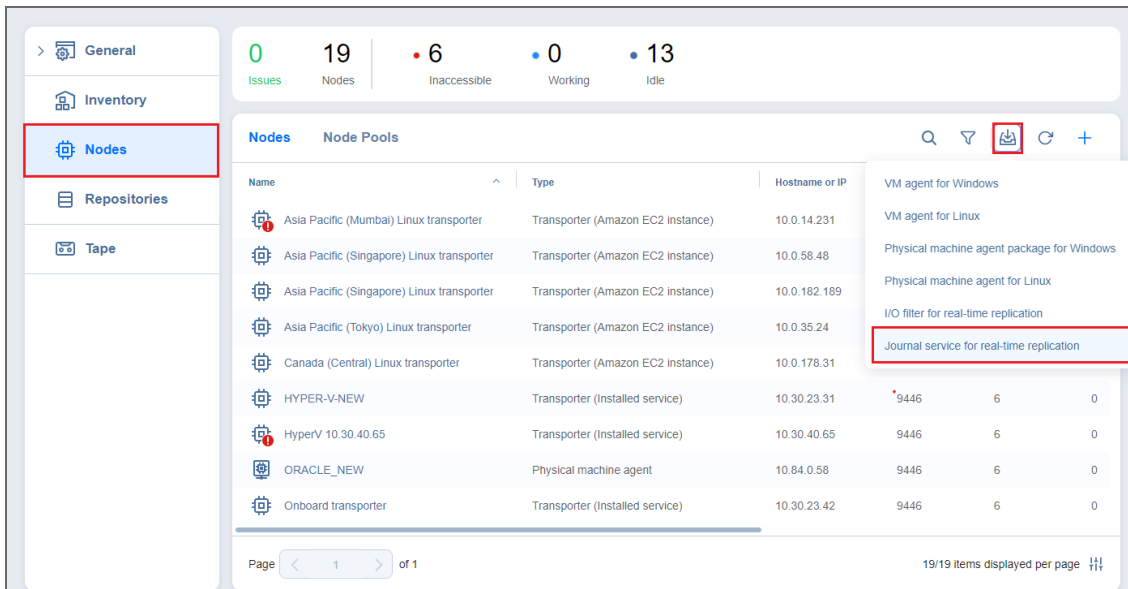 General
Inventory
Nodes
Repositories
Tape
0 19 6 0 13
Issues Nodes Inaccessible Working Idle
Nodes Node Pools
Name Type Hostname or IP
Asia Pacific (Mumbai) Linux transporter Transporter (Amazon EC2 instance) 10.0.14.231
Asia Pacific (Singapore) Linux transporter Transporter (Amazon EC2 instance) 10.0.58.48
Asia Pacific (Singapore) Linux transporter Transporter (Amazon EC2 instance) 10.0.182.189
Asia Pacific (Tokyo) Linux transporter Transporter (Amazon EC2 instance) 10.0.35.24
Canada (Central) Linux transporter Transporter (Amazon EC2 instance) 10.0.178.31
HYPER-V-NEW Transporter (Installed service) 10.30.23.31 9446 6 0
HyperV 10.30.40.65 Transporter (Installed service) 10.30.40.65 9446 6 0
ORACLE_NEW Physical machine agent 10.84.0.58 9446 6 0
Onboard transporter Transporter (Installed service) 10.30.23.42 9446 6 0
VM agent for Windows
VM agent for Linux
Physical machine agent package for Windows
Physical machine agent for Linux
I/O filter for real-time replication
Journal service for real-time replication
Page 1 of 1
19/19 items displayed per page